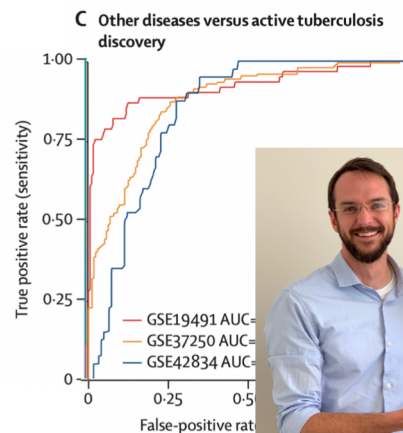 C Other diseases versus active tuberculosis
discovery
1·00
0·75
0·50
0·25
0
True positive rate (sensitivity)
GSE19491 AUC=
GSE37250 AUC=
GSE42834 AUC=
0
0·25
False-positive